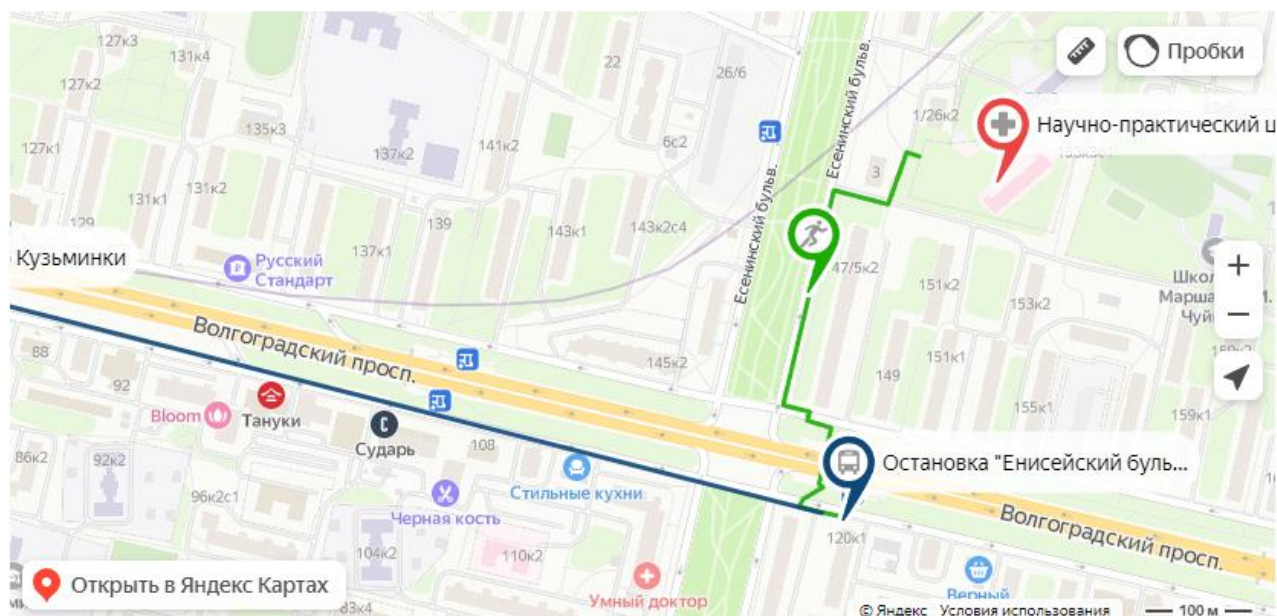 127к3
131к4
127к2
22
26/6
Есенинский бульв.
Пробки
1/26к2
Научно-практический ц
135к3
127к1
137к2
141к2
6с2
3
131к1
131к2
129
139
143к1
143к2с4
Есенинский бульв.
Кузьминки
137к1
Русский
Стандарт
47/5к2
151к2
153к2
Школ
Марша
И.
Чуй
Волгоградский просп.
88
92
145к2
151к1
149
155к1
159к1
Bloom
Тануки
Сударь
108
86к2
92к2
96к2с1
Стильные кухни
Черная кость
Остановка "Енисейский буль...
Волгоградский просп.
120к1
104к2
110к2
Умный доктор
Верный
Открыть в Яндекс Картах
© Яндекс Условия использования
100 м